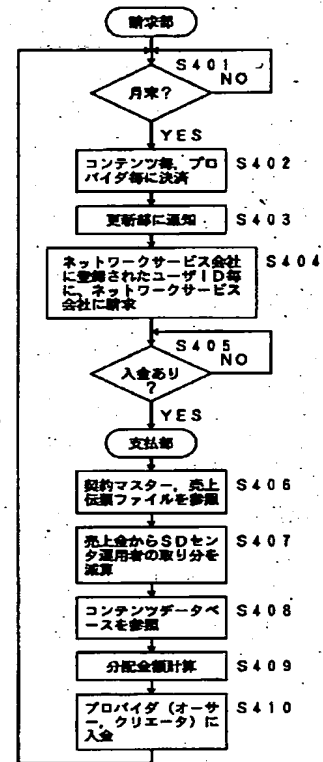 請求部
S401
NO
月末?
YES
コンテンツ毎,プロ
バイダ毎に決済
S402
更新部に通知
S403
ネットワークサービス会社
に登録されたユーザID毎
に,ネットワークサービス
会社に請求
S404
S405
NO
入金あり
?
YES
支払部
契約マスター,売上
伝票ファイルを参照
S406
売上金からSDセン
タ運用者の取り分を
減算
S407
コンテンツデータベ
ースを参照
S408
分配金額計算
S409
プロバイダ(オーサ
ー,クリエータ)に
入金
S410